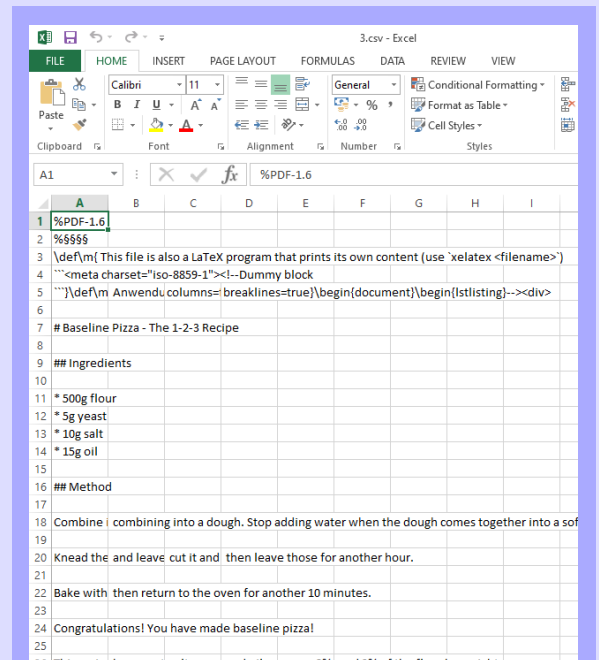 3.csv - Excel
FILE HOME INSERT PAGE LAYOUT FORMULAS DATA REVIEW VIEW
Calibri 11 General Conditional Formatting
Paste B I U A A % Format as Table
A Cell Styles
Clipboard Font Alignment Number Styles
A1 fx %PDF-1.6
A B C D E F G H I
1 %PDF-1.6
2 %§§§§
3 \def\m{ This file is also a LaTeX program that prints its own content (use `xelatex <filename>`)
4 ```<meta charset="iso-8859-1"><!--Dummy block
5 ```}\def\m Anwendu columns= breaklines=true}\begin{document}\begin{lstlisting}--><div>
6
7 # Baseline Pizza - The 1-2-3 Recipe
8
9 ## Ingredients
10
11 * 500g flour
12 * 5g yeast
13 * 10g salt
14 * 15g oil
15
16 ## Method
17
18 Combine combining into a dough. Stop adding water when the dough comes together into a sof
19
20 Knead the and leave cut it and then leave those for another hour.
21
22 Bake with then return to the oven for another 10 minutes.
23
24 Congratulations! You have made baseline pizza!
25